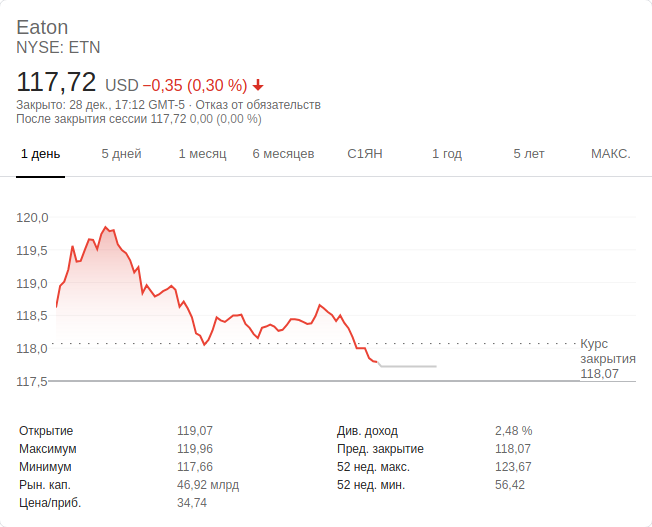 Eaton
NYSE: ETN
117,72 USD −0,35 (0,30 %)
Закрыто: 28 дек., 17:12 GMT-5 · Отказ от обязательств
После закрытия сессии 117,72 0,00 (0,00 %)
1 день 5 дней 1 месяц 6 месяцев С1ЯН 1 год 5 лет МАКС.
120,0
119,5
119,0
118,5
118,0
117,5
Курс
закрытия
118,07
Открытие 119,07 Див. доход 2,48 %
Максимум 119,96 Пред. закрытие 118,07
Минимум 117,66 52 нед. макс. 123,67
Рын. кап. 46,92 млрд 52 нед. мин. 56,42
Цена/приб. 34,74